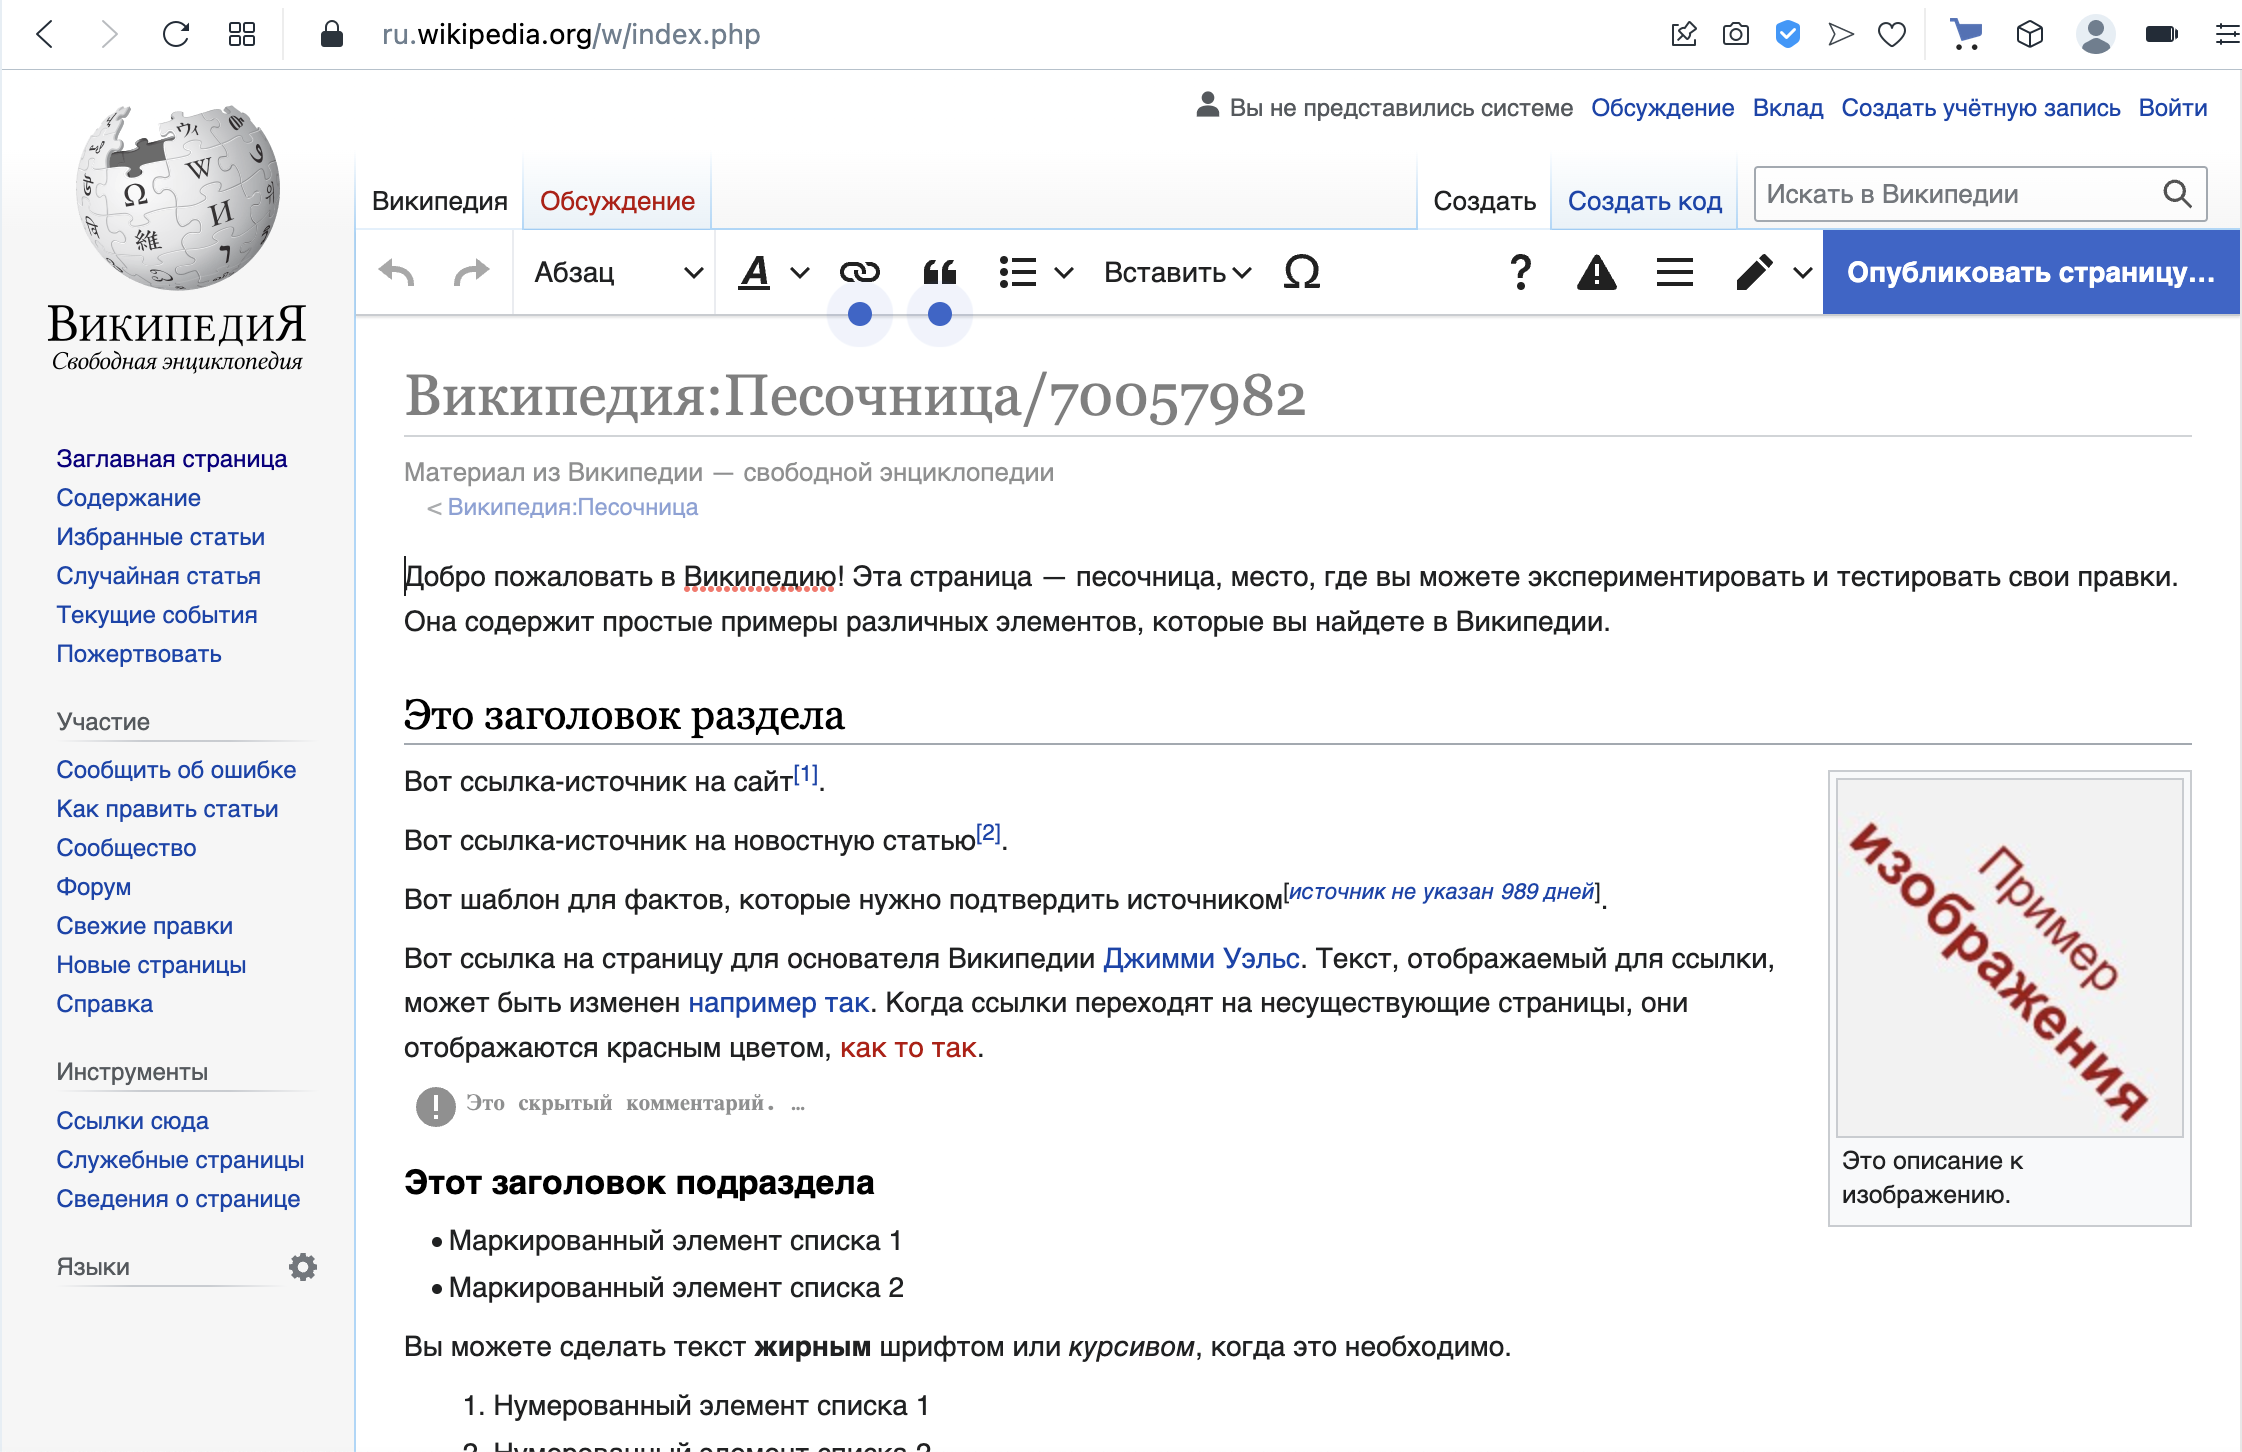 ru.wikipedia.org/w/index.php
Вы не представились системе Обсуждение Вклад Создать учётную запись Войти
Википедия Обсуждение Создать Создать код Искать в Википедии
Абзац A Вставить Ω ? Опубликовать страницу...
ВикипедиЯ
Свободная энциклопедия
Заглавная страница
Содержание
Избранные статьи
Случайная статья
Текущие события
Пожертвовать
Участие
Сообщить об ошибке
Как править статьи
Сообщество
Форум
Свежие правки
Новые страницы
Справка
Инструменты
Ссылки сюда
Служебные страницы
Сведения о странице
Языки
Википедия:Песочница/70057982
Материал из Википедии — свободной энциклопедии
< Википедия:Песочница
Добро пожаловать в Википедию! Эта страница — песочница, место, где вы можете экспериментировать и тестировать свои правки.
Она содержит простые примеры различных элементов, которые вы найдете в Википедии.
Это заголовок раздела
Вот ссылка-источник на сайт[1].
Вот ссылка-источник на новостную статью[2].
Вот шаблон для фактов, которые нужно подтвердить источником[источник не указан 989 дней].
Вот ссылка на страницу для основателя Википедии Джимми Уэльс. Текст, отображаемый для ссылки,
может быть изменен например так. Когда ссылки переходят на несуществующие страницы, они
отображаются красным цветом, как то так.
Это скрытый комментарий. …
Пример
изображения
Это описание к
изображению.
Этот заголовок подраздела
• Маркированный элемент списка 1
• Маркированный элемент списка 2
Вы можете сделать текст жирным шрифтом или курсивом, когда это необходимо.
1. Нумерованный элемент списка 1
2. Нумерованный элемент списка 2